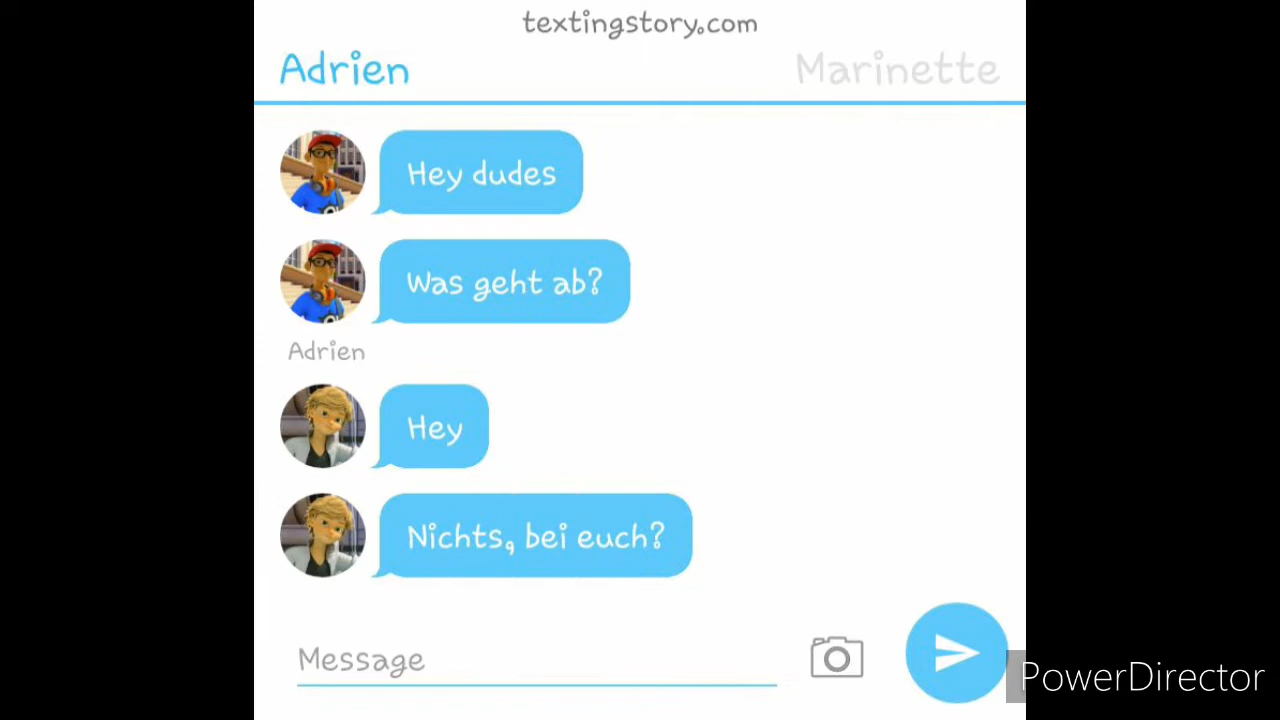 textingstory.com
Adrien
Marinette
Hey dudes
Was geht ab?
Adrien
Hey
Nichts, bei euch?
Message
PowerDirector